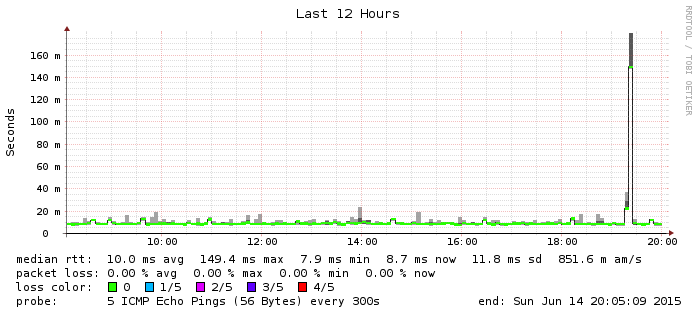 Last 12 Hours
RRDTOOL / TOBI OETIKER
Seconds
160 m
140 m
120 m
100 m
80 m
60 m
40 m
20 m
0
10:00 12:00 14:00 16:00 18:00 20:00
median rtt: 10.0 ms avg 149.4 ms max 7.9 ms min 8.7 ms now 11.8 ms sd 851.6 m am/s
packet loss: 0.00 % avg 0.00 % max 0.00 % min 0.00 % now
loss color: 0 1/5 2/5 3/5 4/5
probe: 5 ICMP Echo Pings (56 Bytes) every 300s end: Sun Jun 14 20:05:09 2015